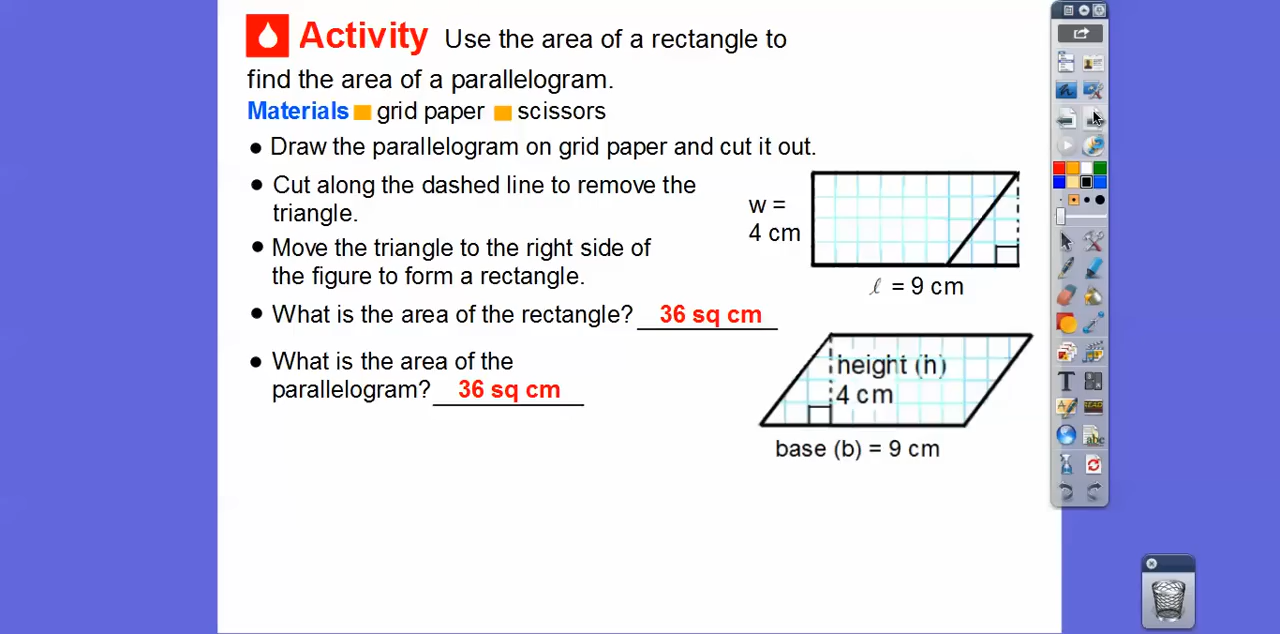 Activity Use the area of a rectangle to
find the area of a parallelogram.
Materials grid paper scissors
• Draw the parallelogram on grid paper and cut it out.
• Cut along the dashed line to remove the
triangle.
• Move the triangle to the right side of
the figure to form a rectangle.
• What is the area of the rectangle? 36 sq cm
• What is the area of the
parallelogram? 36 sq cm
w =
4 cm
ℓ = 9 cm
height (h)
4 cm
base (b) = 9 cm
T
abc